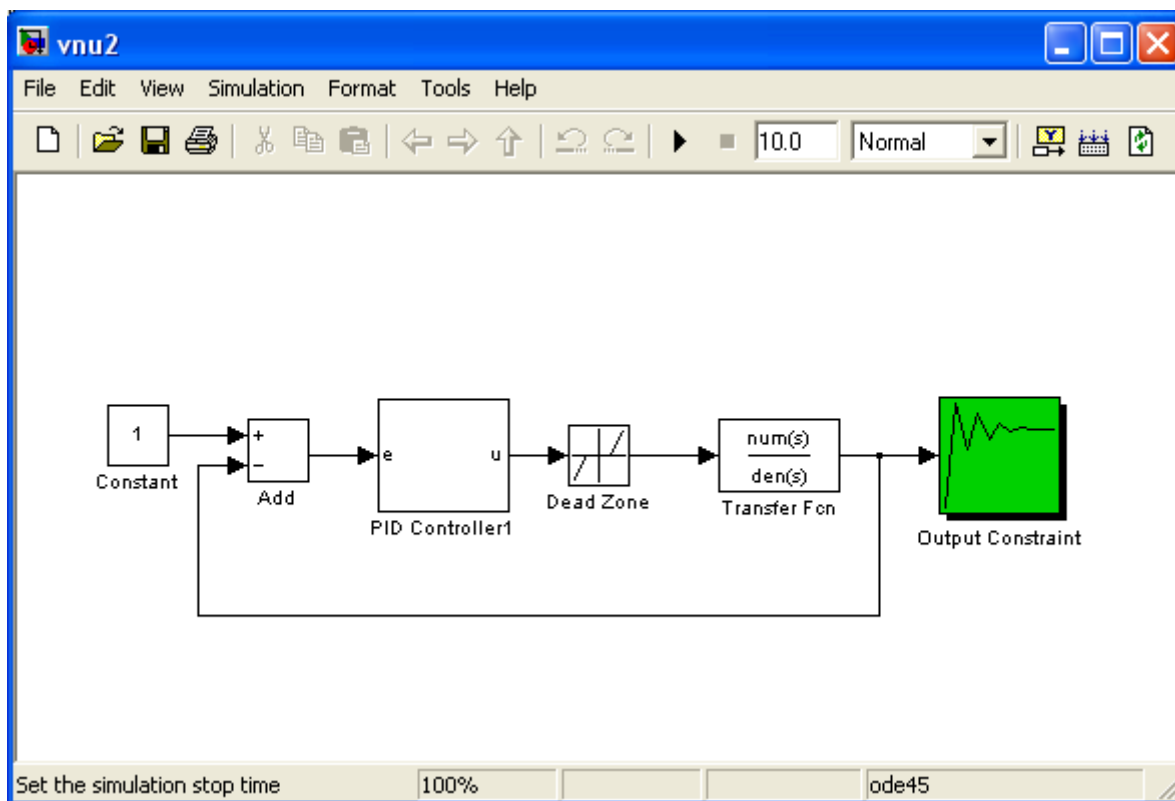 vnu2
File Edit View Simulation Format Tools Help
10.0 Normal
1
Constant
+
−
Add
e u
PID Controller1
Dead Zone
num(s)
den(s)
Transfer Fcn
Output Constraint
Set the simulation stop time 100% ode45